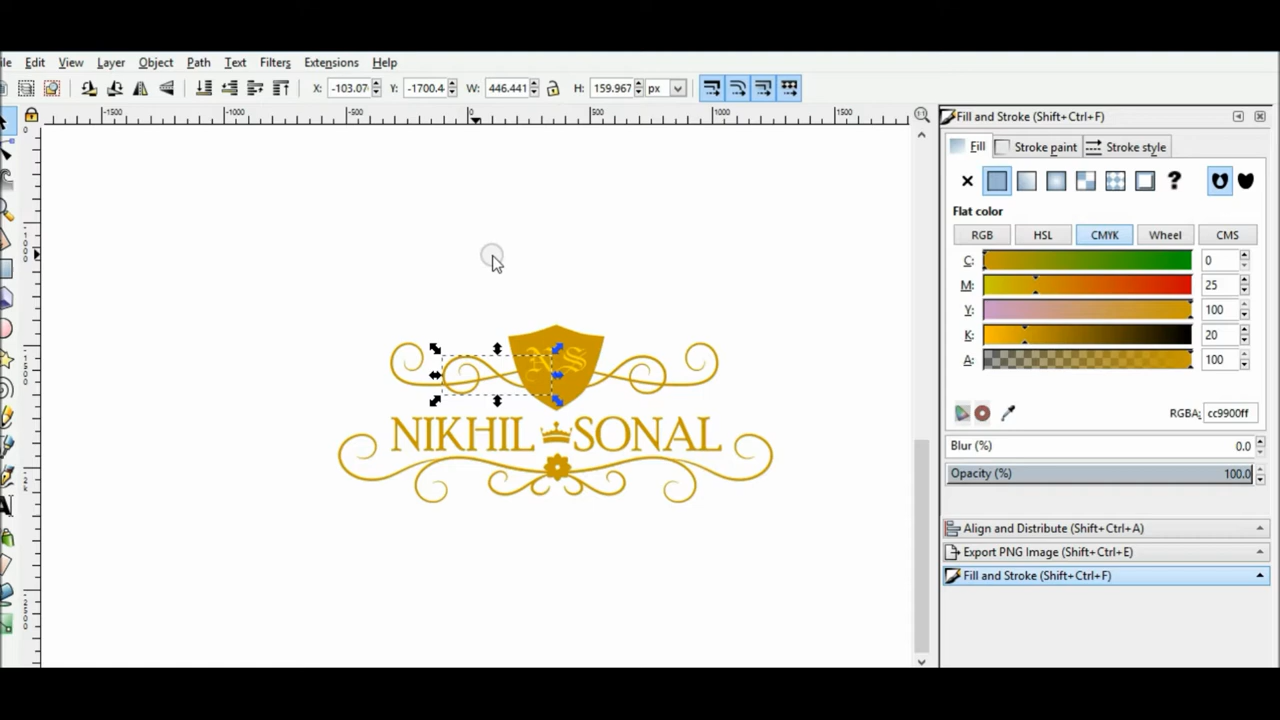 ile Edit View Layer Object Path Text Filters Extensions Help
X: -103.07 Y: -1700.4 W: 446.441 H: 159.967 px
-1500 -1000 -500 0 500 1000 1500
Fill and Stroke (Shift+Ctrl+F)
Fill Stroke paint Stroke style
?
Flat color
RGB HSL CMYK Wheel CMS
C: 0
M: 25
Y: 100
K: 20
A: 100
RGBA: cc9900ff
Blur (%) 0.0
Opacity (%) 100.0
Align and Distribute (Shift+Ctrl+A)
Export PNG Image (Shift+Ctrl+E)
Fill and Stroke (Shift+Ctrl+F)
NS
NIKHIL SONAL